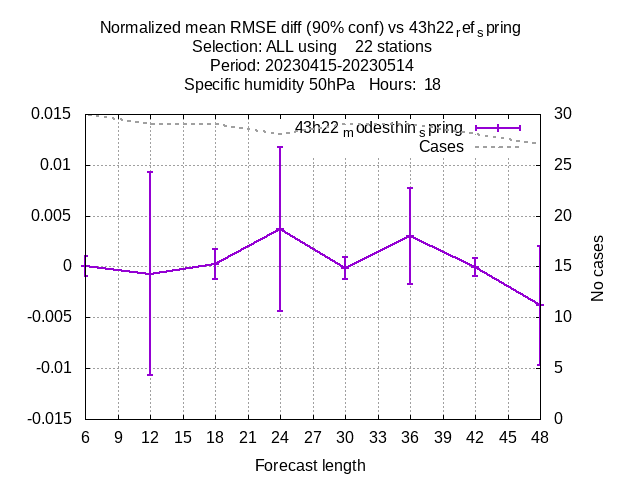 Normalized mean RMSE diff (90% conf) vs 43h22refspring
Selection: ALL using 22 stations
Period: 20230415-20230514
Specific humidity 50hPa Hours: 18
43h22modesthinspring
Cases
0.015
0.01
0.005
0
-0.005
-0.01
-0.015
30
25
20
15
10
5
0
No cases
6 9 12 15 18 21 24 27 30 33 36 39 42 45 48
Forecast length